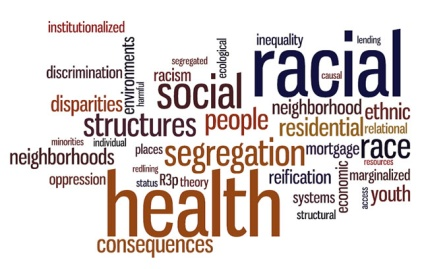 institutionalized
inequality
lending
segregated
ecological
racial
discrimination
environments
harmful
racism
causal
disparities
social
neighborhood
ethnic
structures
people
residential
relational
minorities
individual
places
segregation
mortgage
race
neighborhoods
redlining
resources
oppression
status
R3p
theory
reification
economic
marginalized
health
systems
access
youth
structural
consequences